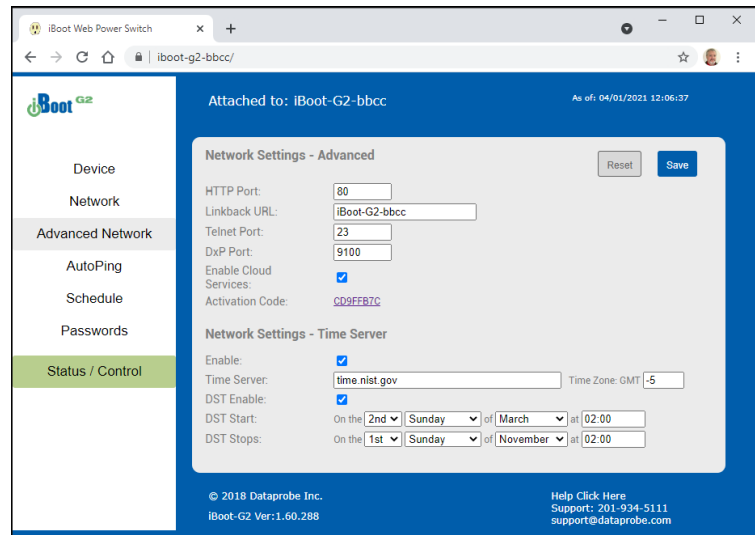 iBoot Web Power Switch
iboot-g2-bbcc/
iBoot G2
Attached to: iBoot-G2-bbcc
As of: 04/01/2021 12:06:37
Device
Network
Advanced Network
AutoPing
Schedule
Passwords
Status / Control
Network Settings - Advanced
Reset Save
HTTP Port: 80
Linkback URL: iBoot-G2-bbcc
Telnet Port: 23
DxP Port: 9100
Enable Cloud
Services:
Activation Code: CD9FFB7C
Network Settings - Time Server
Enable:
Time Server: time.nist.gov Time Zone: GMT -5
DST Enable:
DST Start: On the 2nd Sunday of March at 02:00
DST Stops: On the 1st Sunday of November at 02:00
© 2018 Dataprobe Inc.
iBoot-G2 Ver:1.60.288
Help Click Here
Support: 201-934-5111
support@dataprobe.com